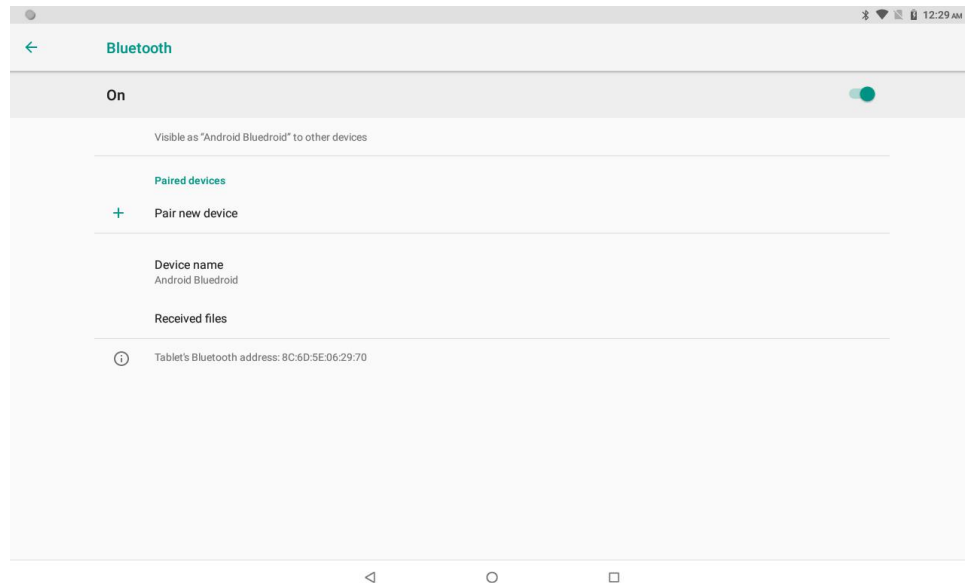 12:29 AM
Bluetooth
On
Visible as “Android Bluedroid” to other devices
Paired devices
Pair new device
Device name
Android Bluedroid
Received files
Tablet's Bluetooth address: 8C:6D:5E:06:29:70